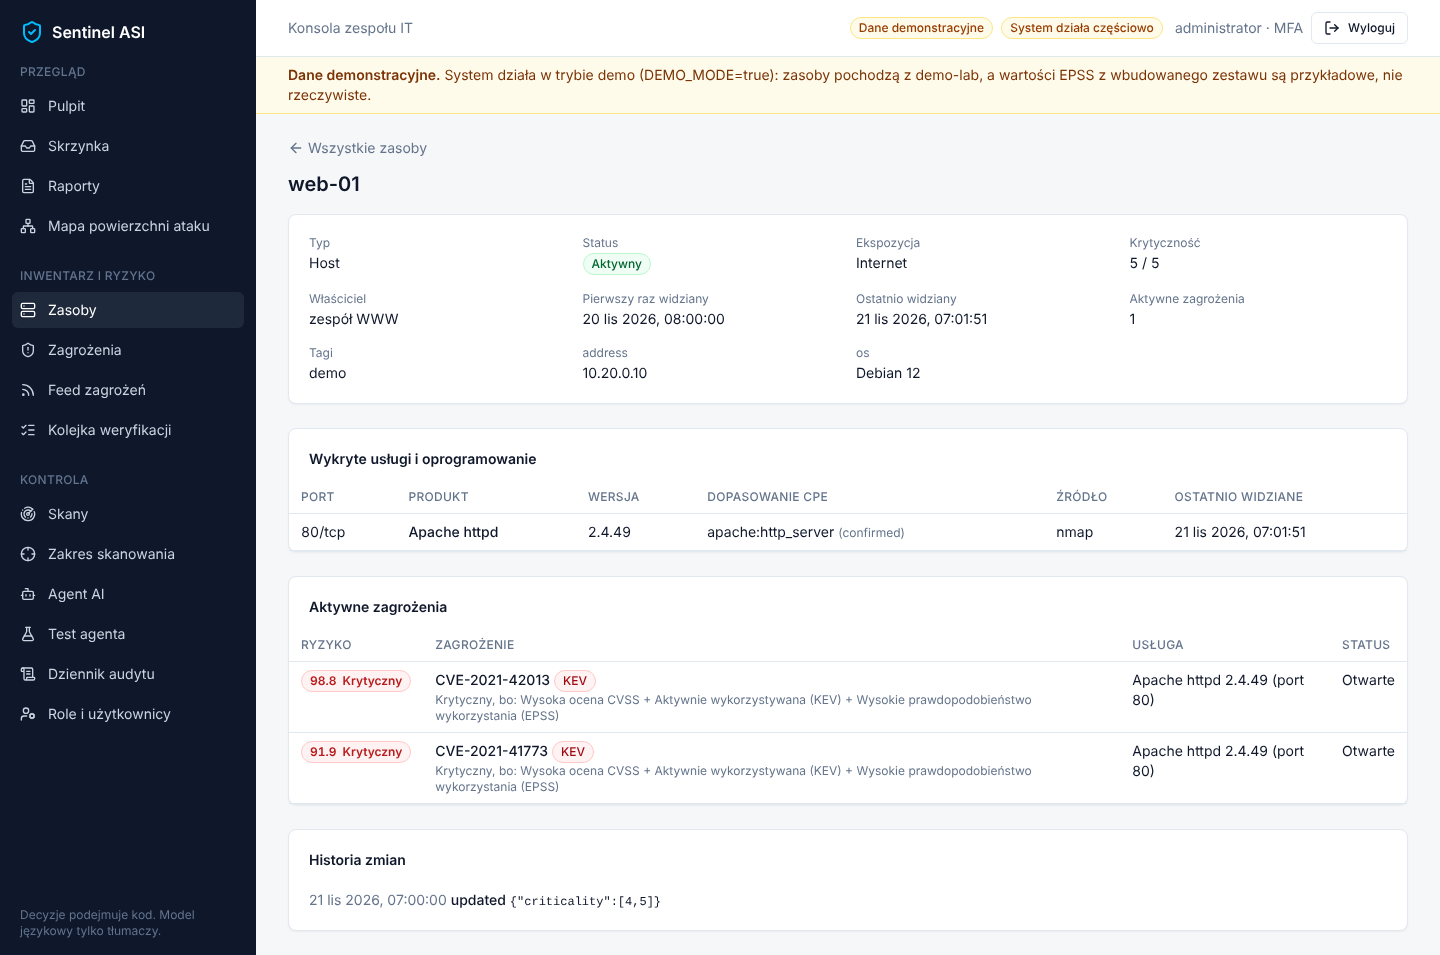 Sentinel ASI
PRZEGLĄD
Pulpit
Skrzynka
Raporty
Mapa powierzchni ataku
INWENTARZ I RYZYKO
Zasoby
Zagrożenia
Feed zagrożeń
Kolejka weryfikacji
KONTROLA
Skany
Zakres skanowania
Agent AI
Test agenta
Dziennik audytu
Role i użytkownicy
Decyzje podejmuje kod. Model
językowy tylko tłumaczy.
Konsola zespołu IT
Dane demonstracyjne
System działa częściowo
administrator · MFA
Wyloguj
Dane demonstracyjne. System działa w trybie demo (DEMO_MODE=true): zasoby pochodzą z demo-lab, a wartości EPSS z wbudowanego zestawu są przykładowe, nie
rzeczywiste.
Wszystkie zasoby
web-01
Typ Status Ekspozycja Krytyczność
Host Aktywny Internet 5 / 5
Właściciel Pierwszy raz widziany Ostatnio widziany Aktywne zagrożenia
zespół WWW 20 lis 2026, 08:00:00 21 lis 2026, 07:01:51 1
Tagi address os
demo 10.20.0.10 Debian 12
Wykryte usługi i oprogramowanie
PORT PRODUKT WERSJA DOPASOWANIE CPE ŹRÓDŁO OSTATNIO WIDZIANE
80/tcp Apache httpd 2.4.49 apache:http_server (confirmed) nmap 21 lis 2026, 07:01:51
Aktywne zagrożenia
RYZYKO ZAGROŻENIE USŁUGA STATUS
98.8 Krytyczny CVE-2021-42013 KEV Apache httpd 2.4.49 (port Otwarte
Krytyczny, bo: Wysoka ocena CVSS + Aktywnie wykorzystywana (KEV) + Wysokie prawdopodobieństwo 80)
wykorzystania (EPSS)
91.9 Krytyczny CVE-2021-41773 KEV Apache httpd 2.4.49 (port Otwarte
Krytyczny, bo: Wysoka ocena CVSS + Aktywnie wykorzystywana (KEV) + Wysokie prawdopodobieństwo 80)
wykorzystania (EPSS)
Historia zmian
21 lis 2026, 07:00:00 updated {"criticality":[4,5]}